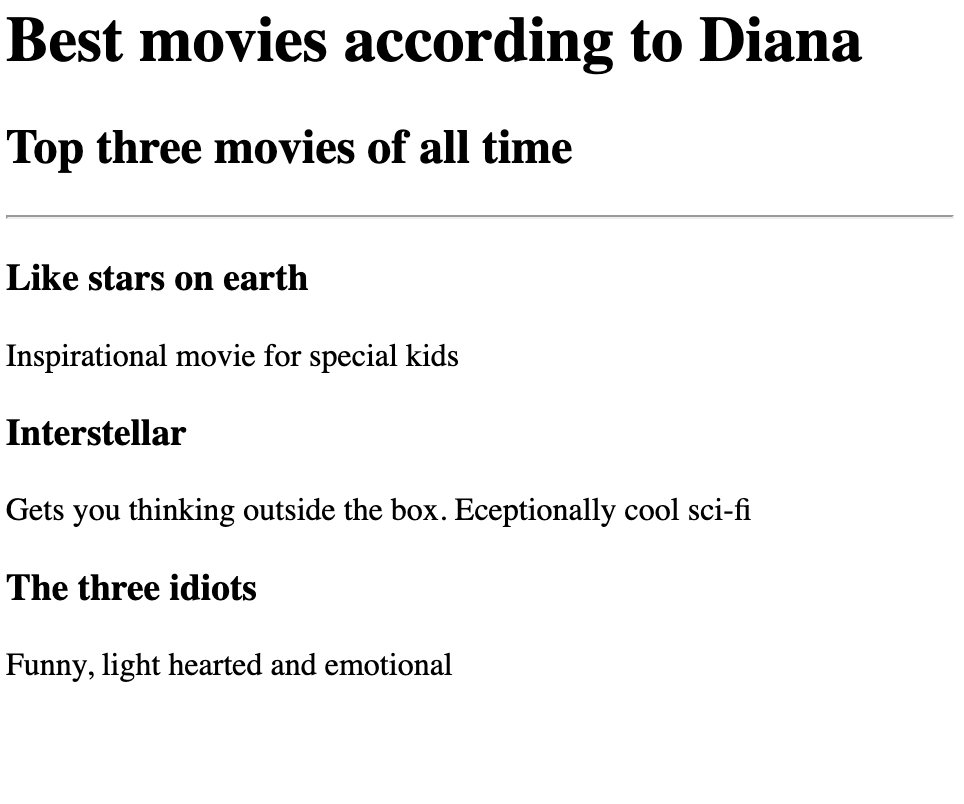 Best movies according to Diana
Top three movies of all time
Like stars on earth
Inspirational movie for special kids
Interstellar
Gets you thinking outside the box. Eceptionally cool sci-fi
The three idiots
Funny, light hearted and emotional